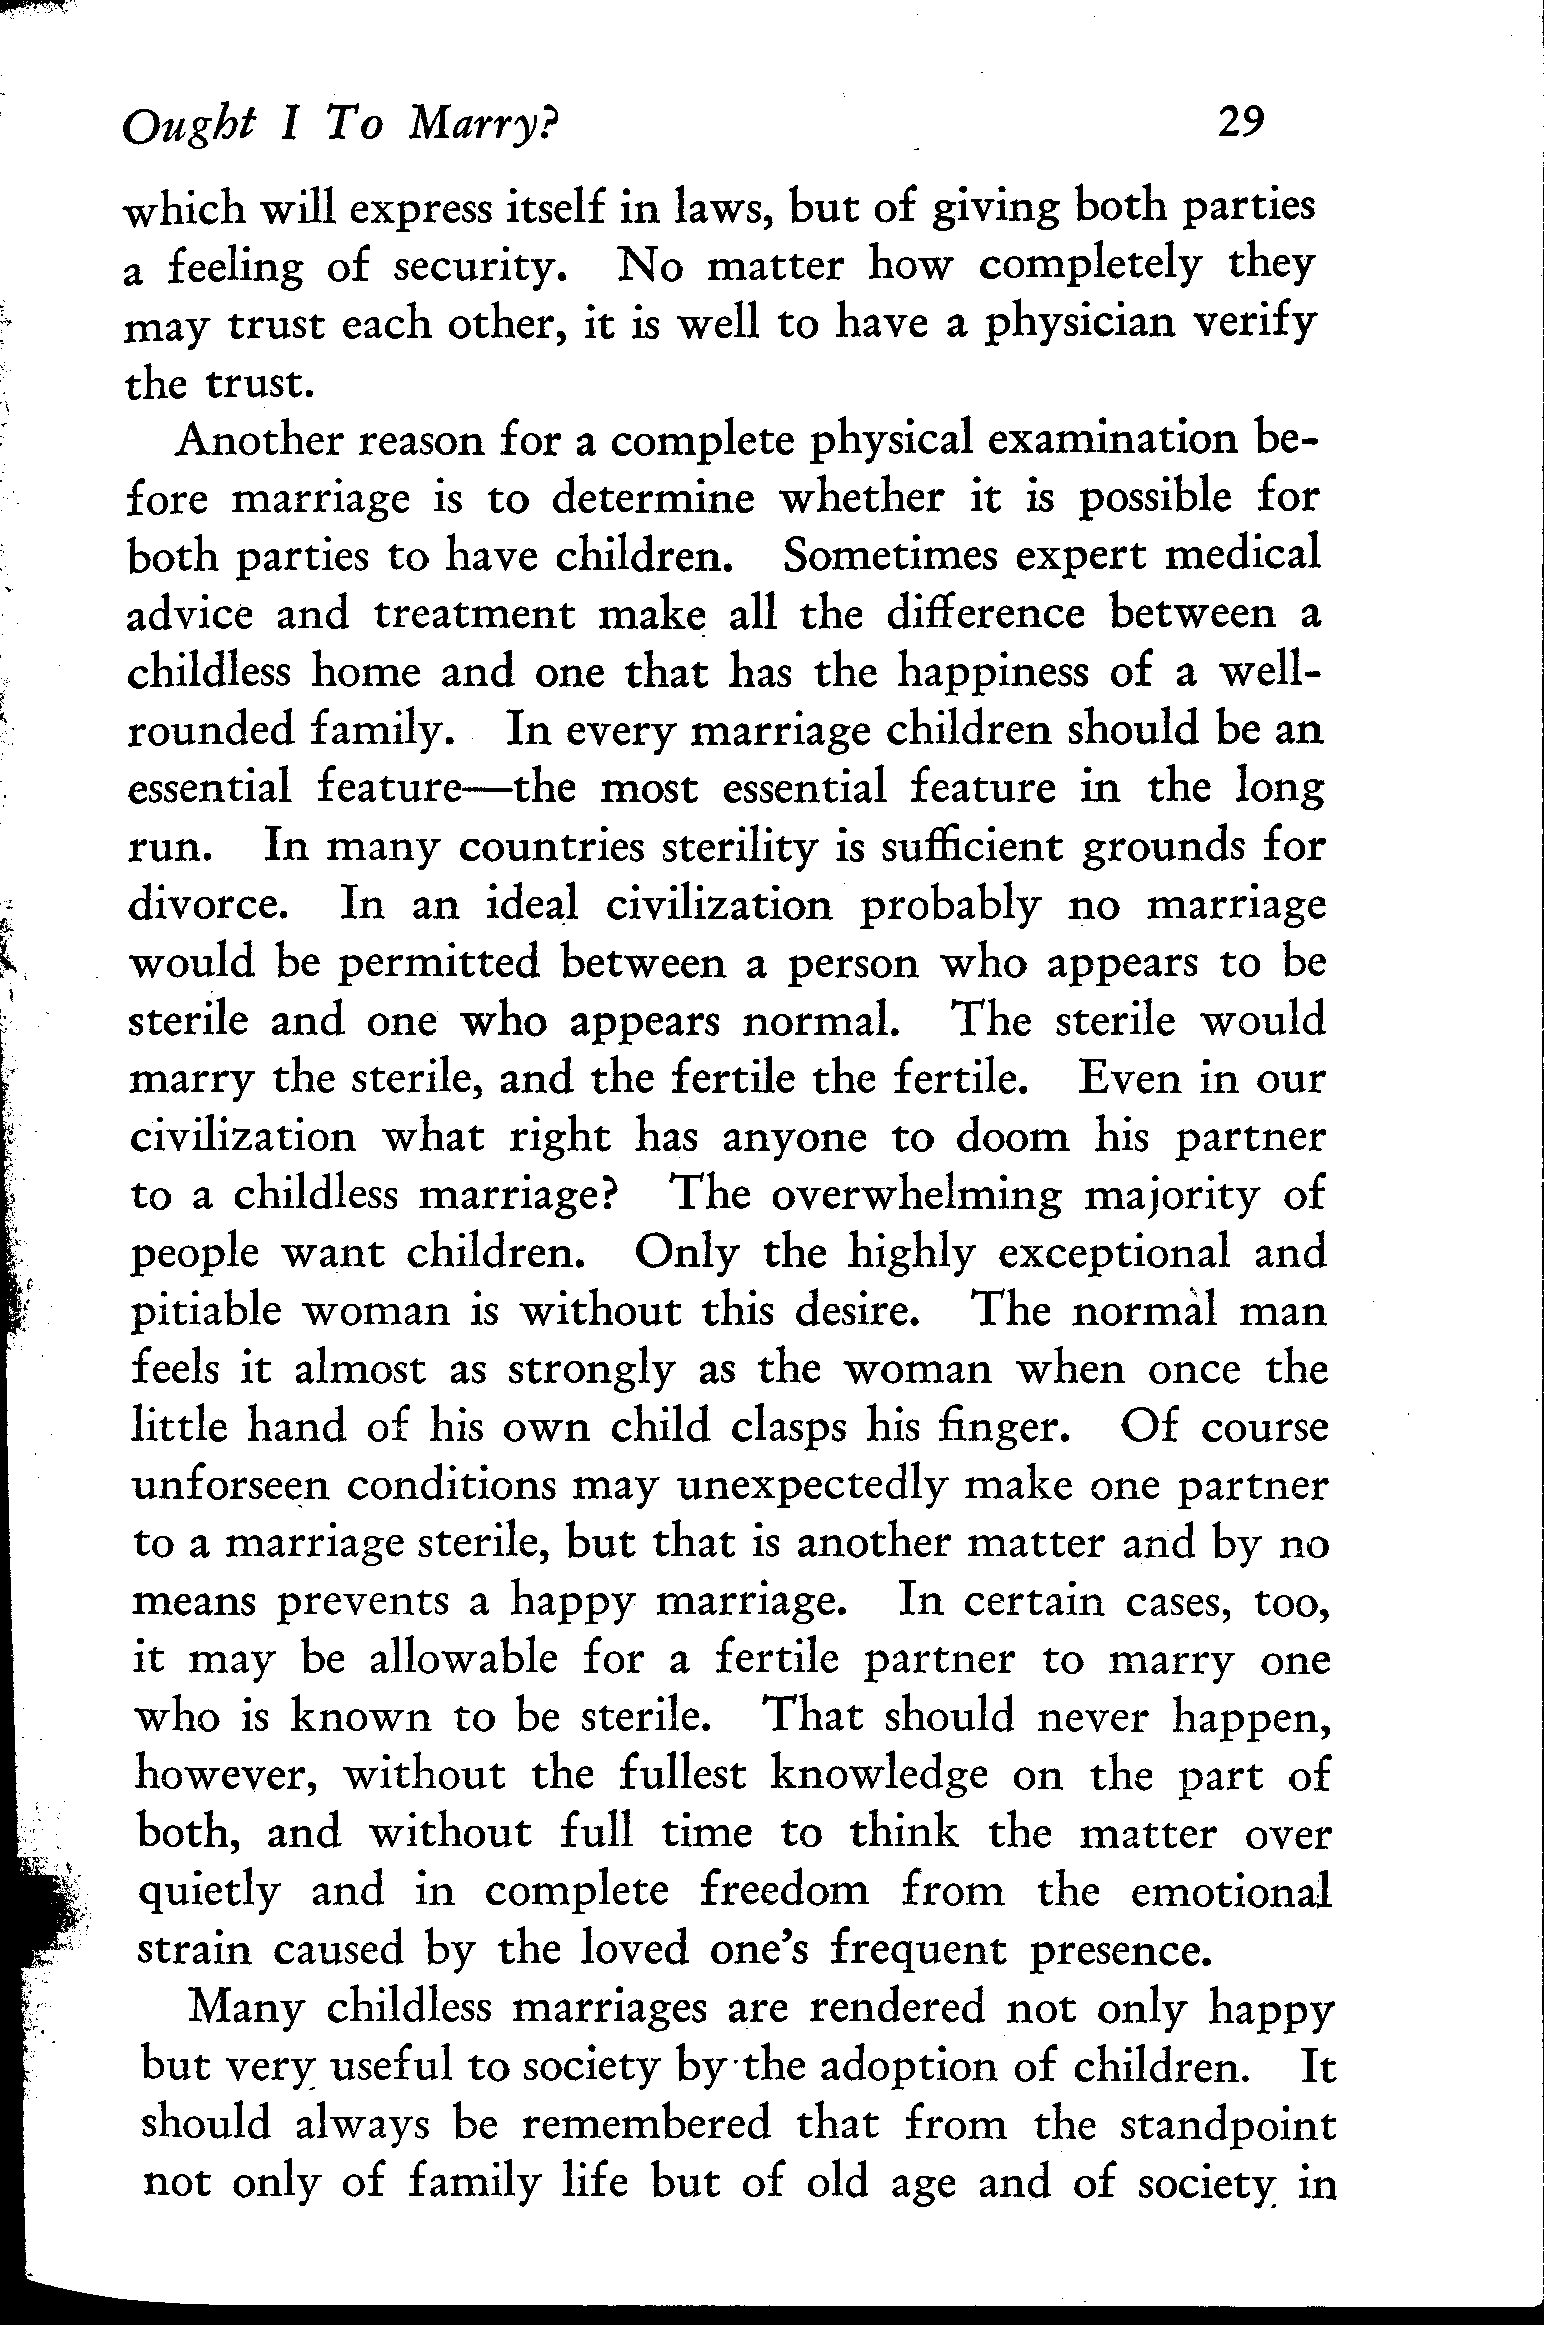 Ought I To Marry? 29
which will express itself in laws, but of giving both parties
a feeling of security. No matter how completely they
may trust each other, it is well to have a physician verify
the trust.
Another reason for a complete physical examination be-
fore marriage is to determine whether it is possible for
both parties to have children. Sometimes expert medical
advice and treatment make all the difference between a
childless home and one that has the happiness of a well-
rounded family. In every marriage children should be an
essential feature—the most essential feature in the long
run. In many countries sterility is sufficient grounds for
divorce. In an ideal civilization probably no marriage
would be permitted between a person who appears to be
sterile and one who appears normal. The sterile would
marry the sterile, and the fertile the fertile. Even in our
civilization what right has anyone to doom his partner
to a childless marriage? The overwhelming majority of
people want children. Only the highly exceptional and
pitiable woman is without this desire. The normal man
feels it almost as strongly as the woman when once the
little hand of his own child clasps his finger. Of course
unforseen conditions may unexpectedly make one partner
to a marriage sterile, but that is another matter and by no
means prevents a happy marriage. In certain cases, too,
it may be allowable for a fertile partner to marry one
who is known to be sterile. That should never happen,
however, without the fullest knowledge on the part of
both, and without full time to think the matter over
quietly and in complete freedom from the emotional
strain caused by the loved one's frequent presence.
Many childless marriages are rendered not only happy
but very useful to society by the adoption of children. It
should always be remembered that from the standpoint
not only of family life but of old age and of society in